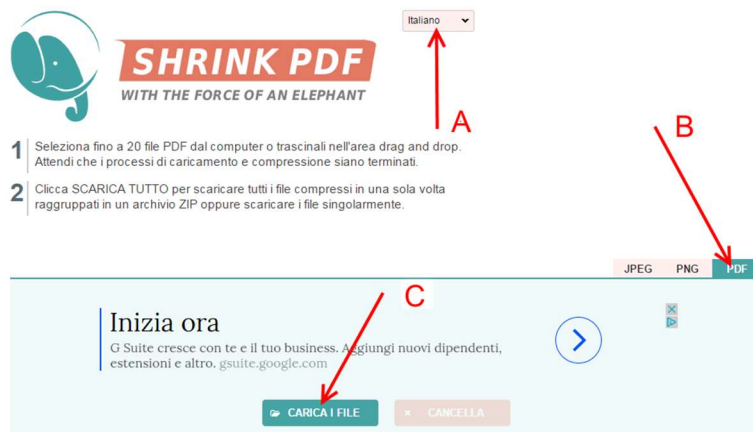 Italiano
SHRINK PDF
WITH THE FORCE OF AN ELEPHANT
A
B
1 Seleziona fino a 20 file PDF dal computer o trascinali nell'area drag and drop.
Attendi che i processi di caricamento e compressione siano terminati.
2 Clicca SCARICA TUTTO per scaricare tutti i file compressi in una sola volta
raggruppati in un archivio ZIP oppure scaricare i file singolarmente.
JPEG PNG PDF
C
Inizia ora
G Suite cresce con te e il tuo business. Aggiungi nuovi dipendenti,
estensioni e altro. gsuite.google.com
CARICA I FILE
CANCELLA